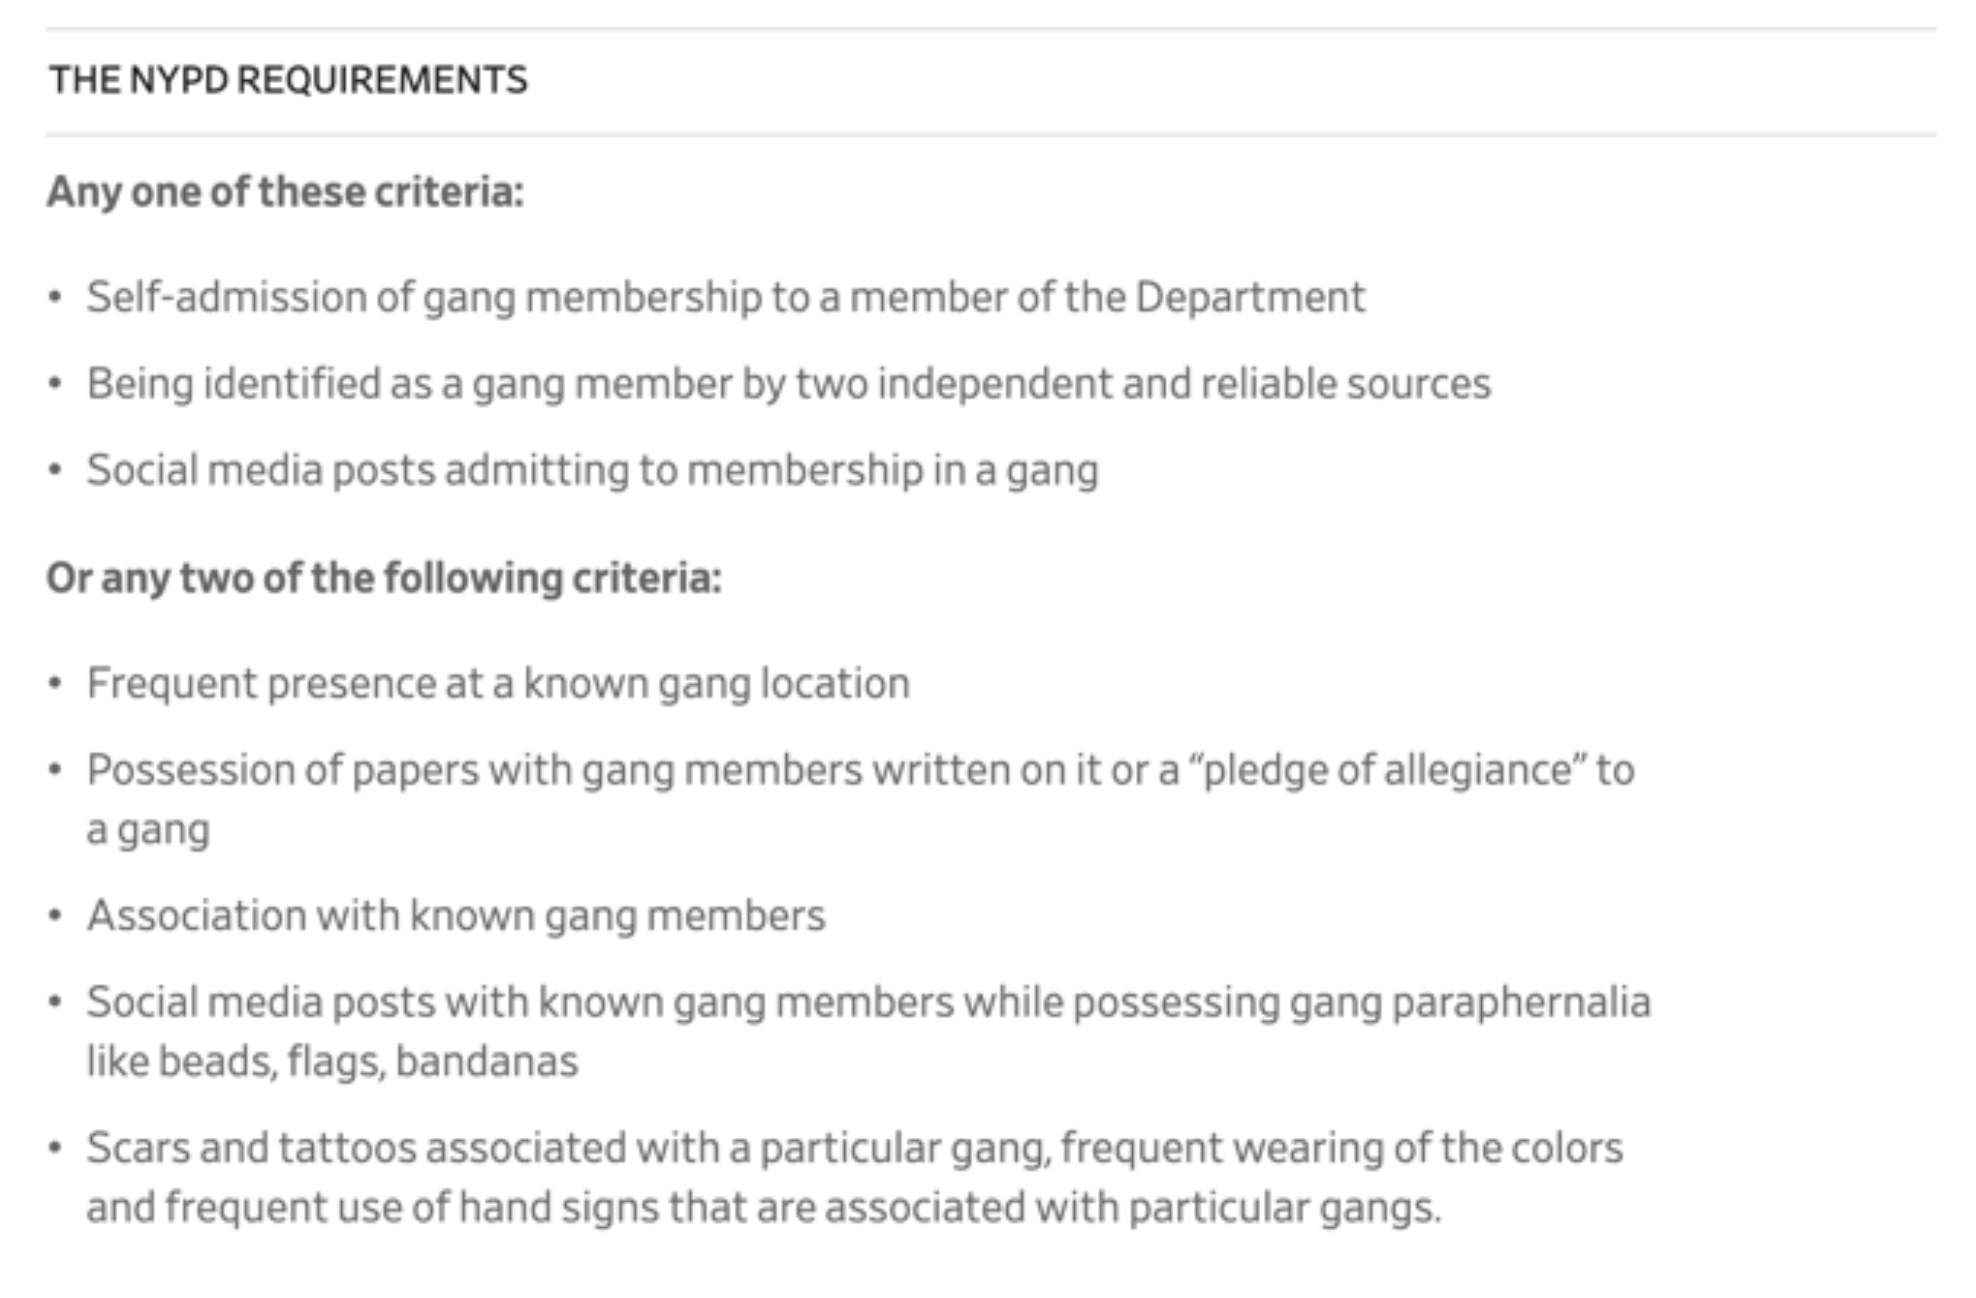 THE NYPD REQUIREMENTS
Any one of these criteria:
• Self-admission of gang membership to a member of the Department
• Being identified as a gang member by two independent and reliable sources
• Social media posts admitting to membership in a gang
Or any two of the following criteria:
• Frequent presence at a known gang location
• Possession of papers with gang members written on it or a “pledge of allegiance” to
a gang
• Association with known gang members
• Social media posts with known gang members while possessing gang paraphernalia
like beads, flags, bandanas
• Scars and tattoos associated with a particular gang, frequent wearing of the colors
and frequent use of hand signs that are associated with particular gangs.